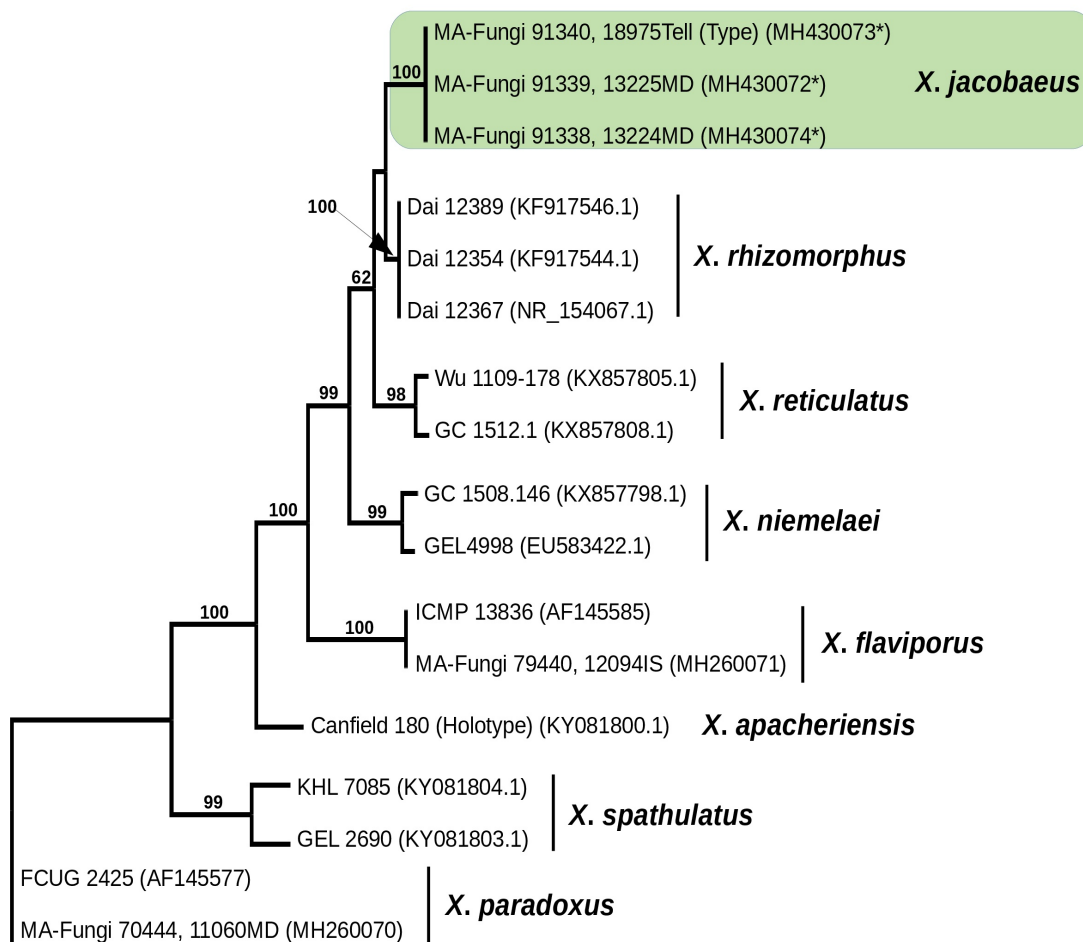 MA-Fungi 91340, 18975Tell (Type) (MH430073*)
100
MA-Fungi 91339, 13225MD (MH430072*)
X. jacobaeus
MA-Fungi 91338, 13224MD (MH430074*)
100
Dai 12389 (KF917546.1)
Dai 12354 (KF917544.1)
X. rhizomorphus
62
Dai 12367 (NR_154067.1)
Wu 1109-178 (KX857805.1)
99
98
X. reticulatus
GC 1512.1 (KX857808.1)
GC 1508.146 (KX857798.1)
100
99
X. niemelaei
GEL4998 (EU583422.1)
100
ICMP 13836 (AF145585)
100
X. flaviporus
MA-Fungi 79440, 12094IS (MH260071)
Canfield 180 (Holotype) (KY081800.1)
X. apacheriensis
KHL 7085 (KY081804.1)
99
X. spathulatus
GEL 2690 (KY081803.1)
FCUG 2425 (AF145577)
X. paradoxus
MA-Fungi 70444, 11060MD (MH260070)